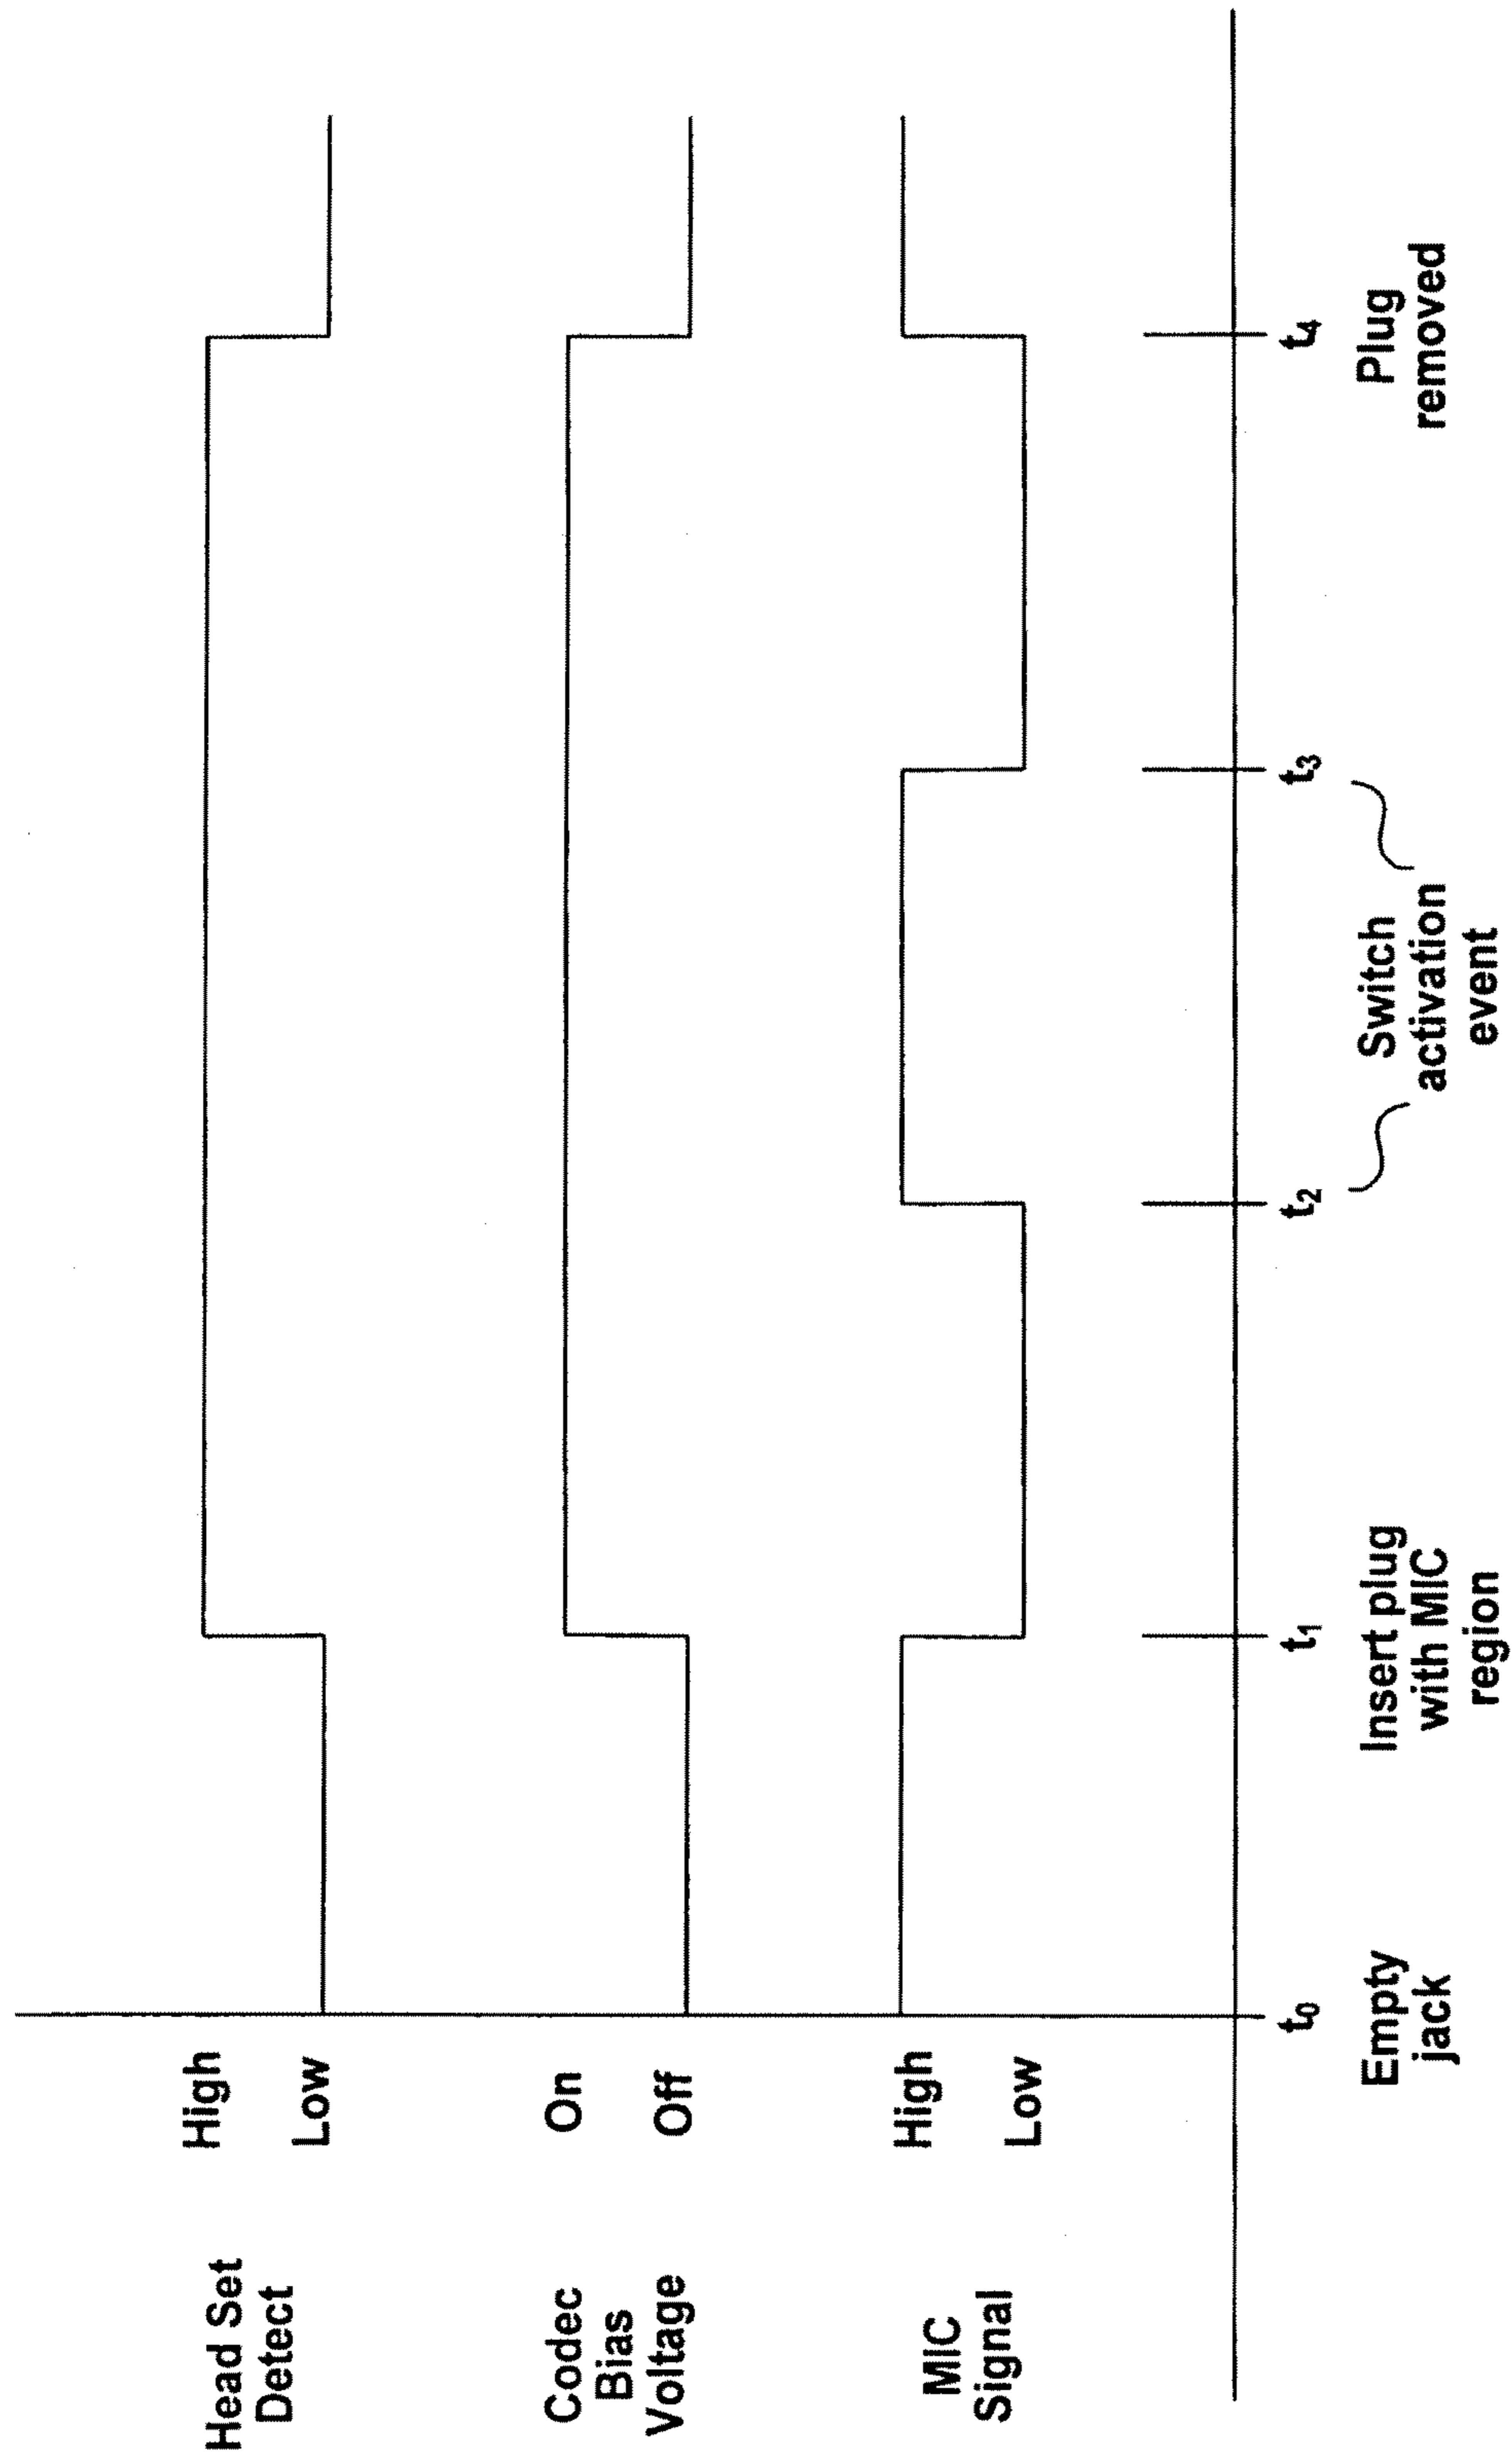 Head Set
Detect
High
Low
Codec
Bias
Voltage
On
Off
MIC
Signal
High
Low
t0
t1
t2
t3
t4
Empty
jack
Insert plug
with MIC
region
Switch
activation
event
Plug
removed